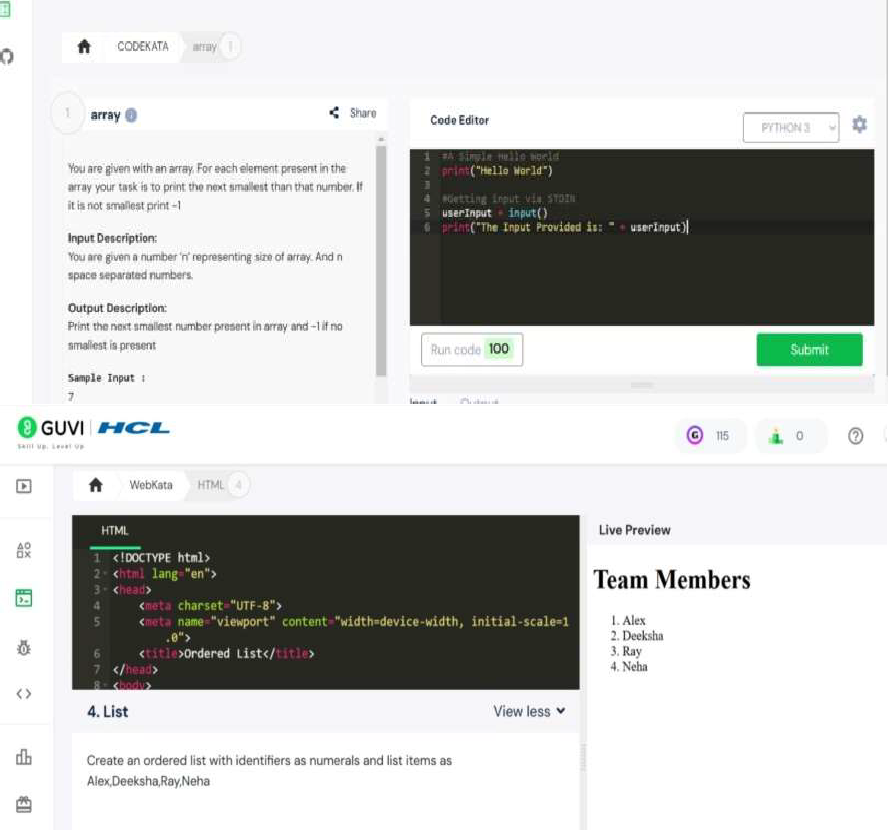 CODEKATA
array
1
1
array
Share
You are given with an array. For each element present in the
array your task is to print the next smallest than that number. If
it is not smallest print -1
Input Description:
You are given a number 'n' representing size of array. And n
space separated numbers.
Output Description:
Print the next smallest number present in array and -1 if no
smallest is present
Sample Input :
7
Code Editor
PYTHON 3
1 #A Simple Hello World
2 print("Hello World")
3
4 #Getting input via STDIN
5 userInput = input()
6 print("The Input Provided is: " + userInput)
Run code 100
Submit
Input Output
GUVI HCL
Skill Up. Level Up
G 115
0
WebKata
HTML
4
HTML
1 <!DOCTYPE html>
2 <html lang="en">
3 <head>
4 <meta charset="UTF-8">
5 <meta name="viewport" content="width=device-width, initial-scale=1
.0">
6 <title>Ordered List</title>
7 </head>
8 <body>
4. List
View less
Create an ordered list with identifiers as numerals and list items as
Alex,Deeksha,Ray,Neha
Live Preview
Team Members
1. Alex
2. Deeksha
3. Ray
4. Neha